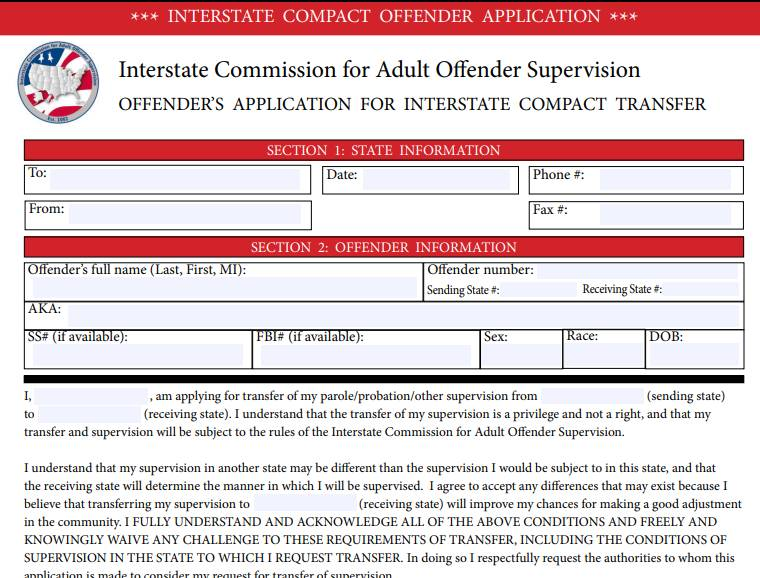 *** INTERSTATE COMPACT OFFENDER APPLICATION ***
Interstate Commission for Adult Offender Supervision
OFFENDER'S APPLICATION FOR INTERSTATE COMPACT TRANSFER
SECTION 1: STATE INFORMATION
To: Date: Phone #:
From: Fax #:
SECTION 2: OFFENDER INFORMATION
Offender's full name (Last, First, MI): Offender number:
Sending State #: Receiving State #:
AKA:
SS# (if available): FBI# (if available): Sex: Race: DOB:
I, , am applying for transfer of my parole/probation/other supervision from (sending state)
to (receiving state). I understand that the transfer of my supervision is a privilege and not a right, and that my
transfer and supervision will be subject to the rules of the Interstate Commission for Adult Offender Supervision.
I understand that my supervision in another state may be different than the supervision I would be subject to in this state, and that
the receiving state will determine the manner in which I will be supervised. I agree to accept any differences that may exist because I
believe that transferring my supervision to (receiving state) will improve my chances for making a good adjustment
in the community. I FULLY UNDERSTAND AND ACKNOWLEDGE ALL OF THE ABOVE CONDITIONS AND FREELY AND
KNOWINGLY WAIVE ANY CHALLENGE TO THESE REQUIREMENTS OF TRANSFER, INCLUDING THE CONDITIONS OF
SUPERVISION IN THE STATE TO WHICH I REQUEST TRANSFER. In doing so I respectfully request the authorities to whom this
application is made to consider my request for transfer of supervision.